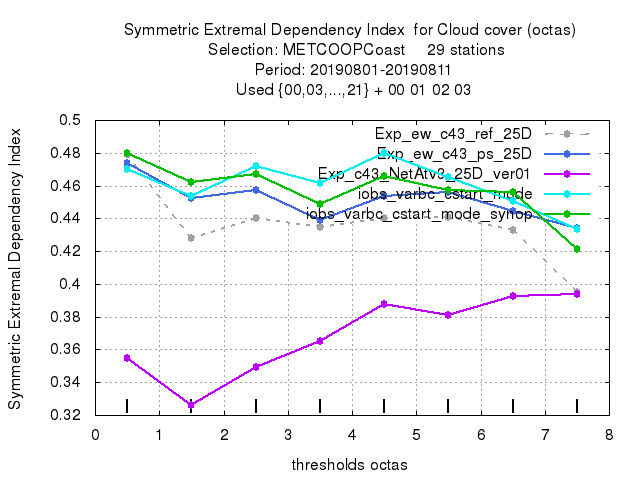 Symmetric Extremal Dependency Index  for Cloud cover (octas)
Selection: METCOOPCoast     29 stations
Period: 20190801-20190811
Used {00,03,...,21} + 00 01 02 03
Symmetric Extremal Dependency Index
0.5
0.48
0.46
0.44
0.42
0.4
0.38
0.36
0.34
0.32
Exp_ew_c43_ref_25D
Exp_ew_c43_ps_25D
Exp_c43_NetAtv3_25D_ver01
iobs_varbc_cstart_mode
iobs_varbc_cstart_mode_synop
0 1 2 3 4 5 6 7 8
thresholds octas